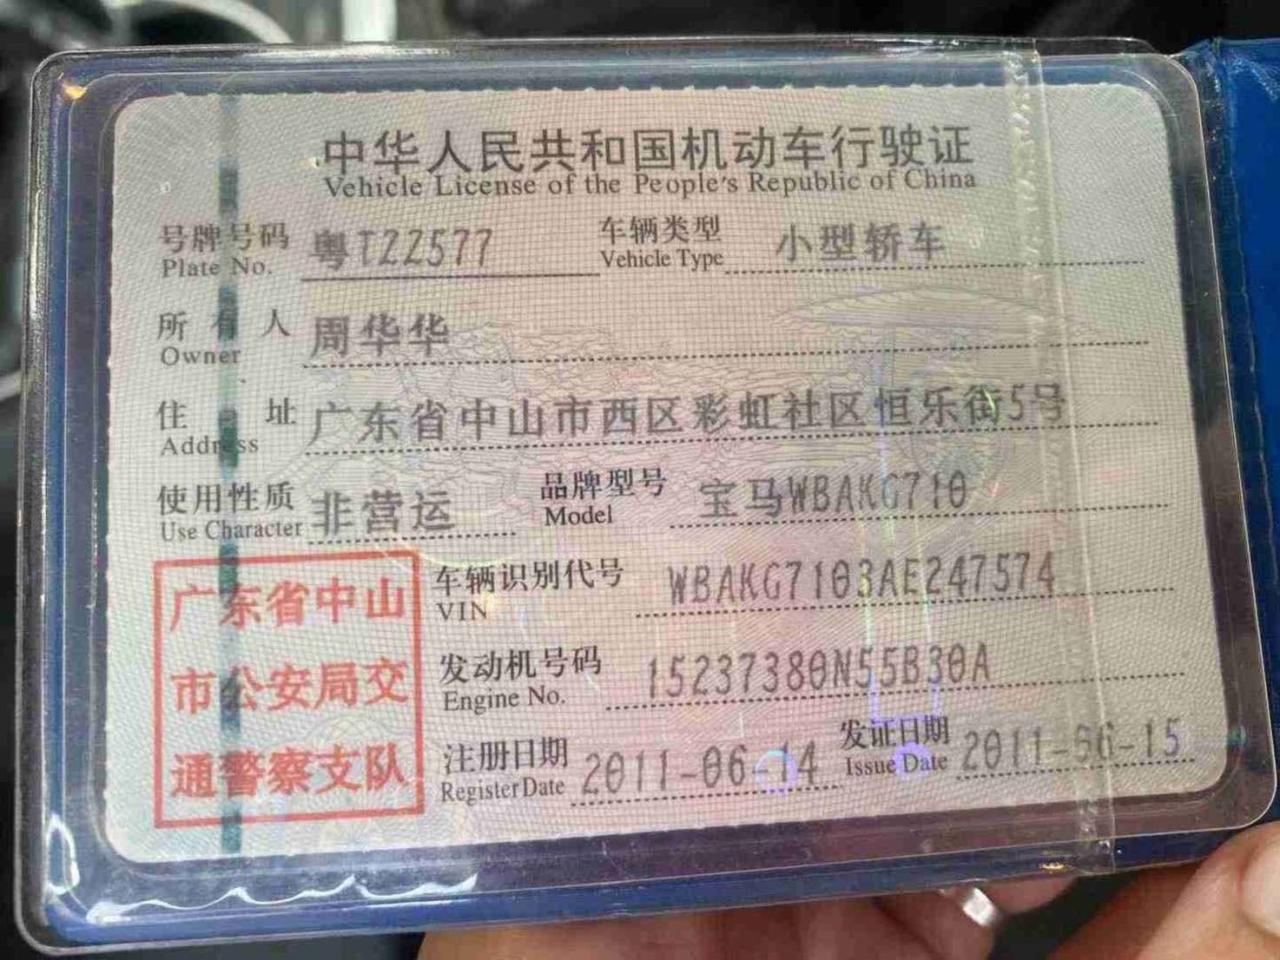 中华人民共和国机动车行驶证
Vehicle License of the People's Republic of China
号牌号码 粤TZZ577 车辆类型 小型轿车
Plate No. Vehicle Type
所有人 周华华
Owner
住址 广东省中山市西区彩虹社区恒乐街5号
Address
使用性质 非营运 品牌型号 宝马WBAKG710
Use Character Model
车辆识别代号 WBAKG7103AE247574
VIN
发动机号码 15237380N55B30A
Engine No.
注册日期 2011-06-14 发证日期 2011-06-15
Register Date Issue Date
广东省中山
市公安局交
通警察支队